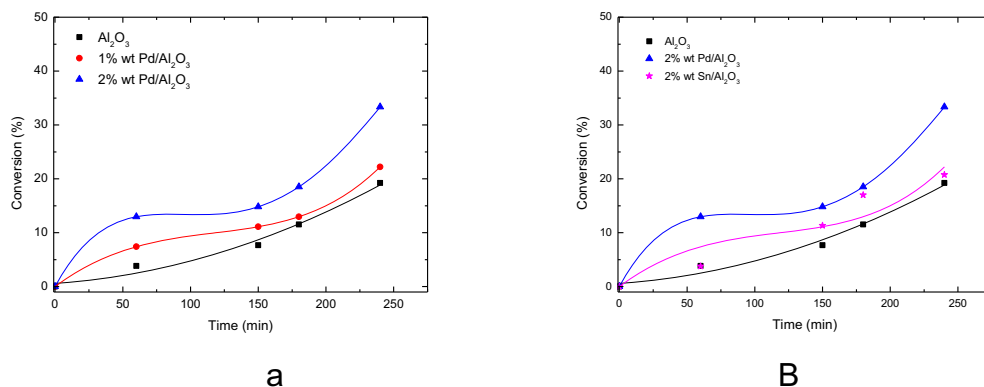 Al₂O₃
1% wt Pd/Al₂O₃
2% wt Pd/Al₂O₃
Conversion (%)
50
40
30
20
10
0
0 50 100 150 200 250
Time (min)
a
Al₂O₃
2% wt Pd/Al₂O₃
2% wt Sn/Al₂O₃
Conversion (%)
50
40
30
20
10
0
0 50 100 150 200 250
Time (min)
B